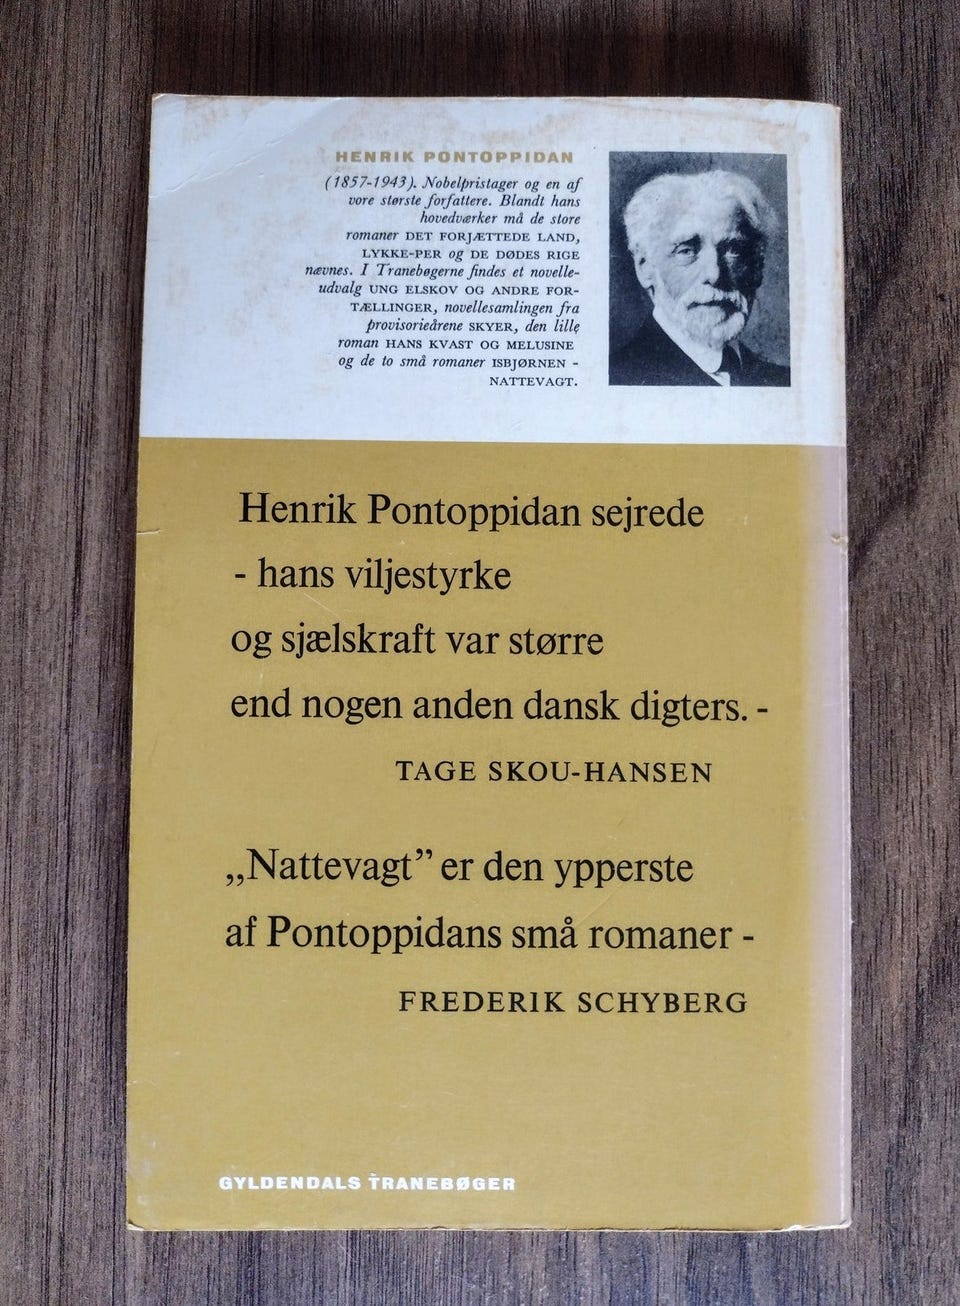 HENRIK PONTOPPIDAN
(1857-1943). Nobelpristager og en af
vore største forfattere. Blandt hans
hovedværker må de store
romaner DET FORJÆTTEDE LAND,
LYKKE-PER og DE DØDES RIGE
nævnes. I Tranebøgerne findes et novelle-
udvalg UNG ELSKOV OG ANDRE FOR-
TÆLLINGER, novellesamlingen fra
provisorieårene SKYER, den lille
roman HANS KVAST OG MELUSINE
og de to små romaner ISBJØRNEN -
NATTEVAGT.
Henrik Pontoppidan sejrede
- hans viljestyrke
og sjælskraft var større
end nogen anden dansk digters. -
TAGE SKOU-HANSEN
„Nattevagt” er den ypperste
af Pontoppidans små romaner -
FREDERIK SCHYBERG
GYLDENDALS TRANEBØGER